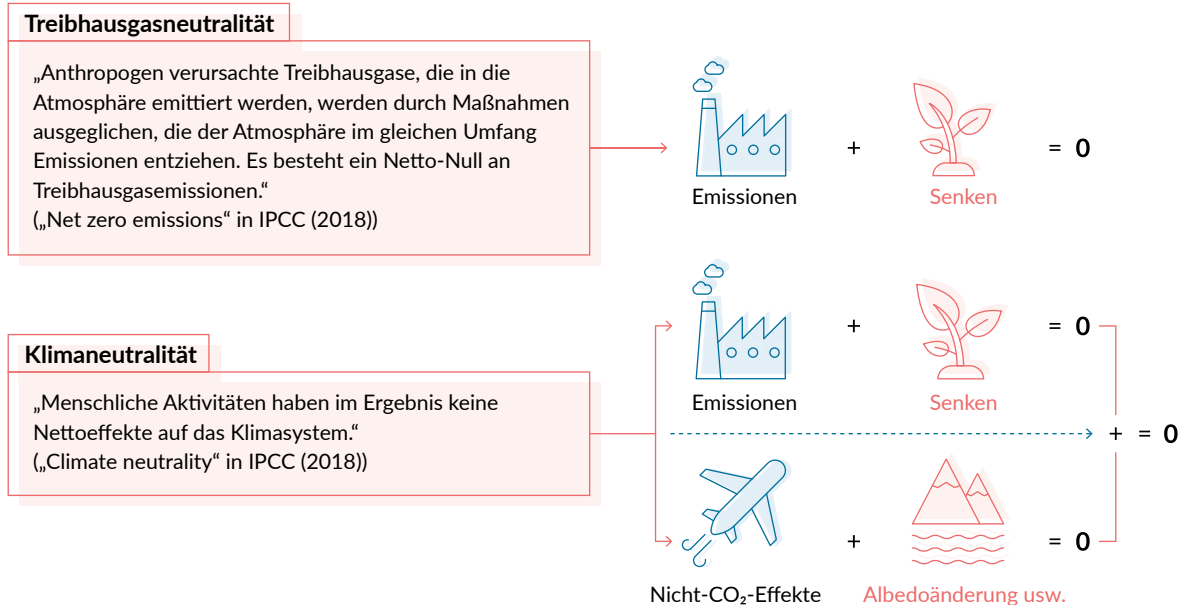 Treibhausgasneutralität
„Anthropogen verursachte Treibhausgase, die in die
Atmosphäre emittiert werden, werden durch Maßnahmen
ausgeglichen, die der Atmosphäre im gleichen Umfang
Emissionen entziehen. Es besteht ein Netto-Null an
Treibhausgasemissionen.“
(„Net zero emissions“ in IPCC (2018))
+ = 0
Emissionen Senken
Klimaneutralität
„Menschliche Aktivitäten haben im Ergebnis keine
Nettoeffekte auf das Klimasystem.“
(„Climate neutrality“ in IPCC (2018))
+ = 0
Emissionen Senken
+ = 0
+ = 0
Nicht-CO₂-Effekte Albedoänderung usw.